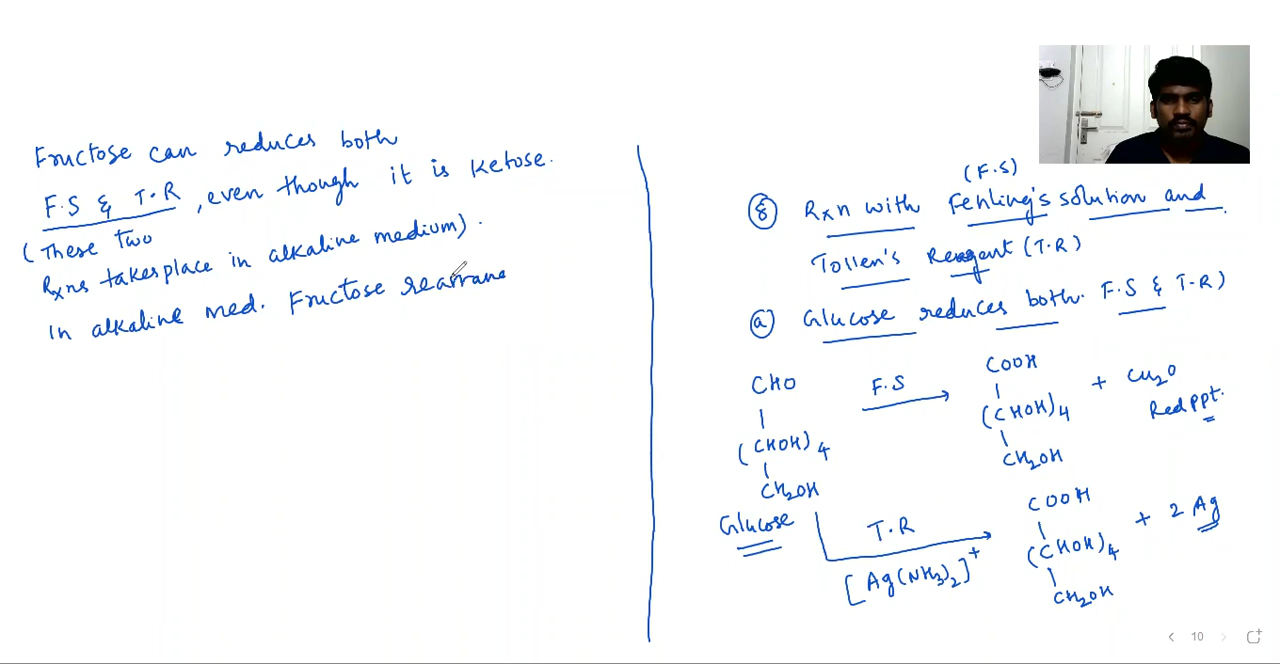 Fructose can reduces both
F.S & T.R, even though it is ketose.
(These two
Rxns takes place in alkaline medium).
in alkaline med. Fructose rearrane
(F.S)
⑧ Rxn with Fehling's solution and
Tollen's Reagent (T.R)
ⓐ Glucose reduces both F.S & T.R)
CHO
|
(CHOH)4
|
CH2OH
Glucose
F.S
COOH
|
(CHOH)4
|
CH2OH
+ Cu2O
Red ppt.
T.R
[Ag(NH3)2]+
COOH
|
(CHOH)4
|
CH2OH
+ 2 Ag
10